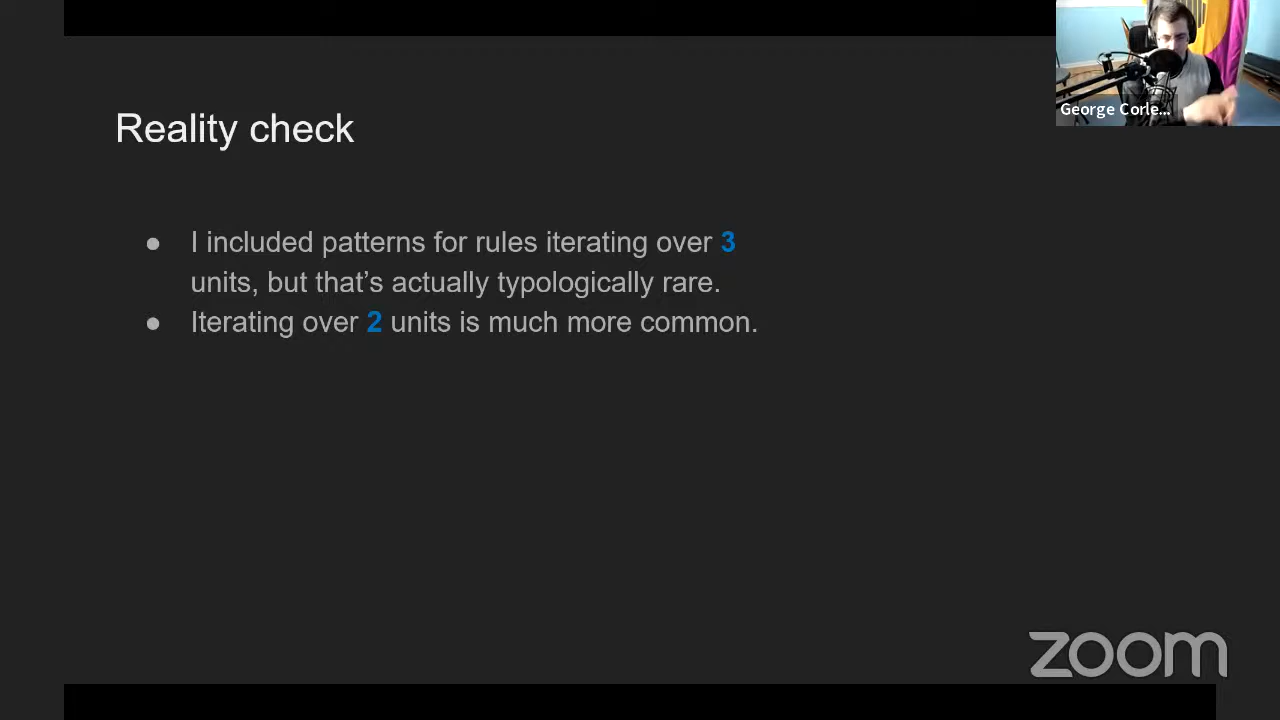 George Corle...
Reality check
● I included patterns for rules iterating over 3
units, but that’s actually typologically rare.
● Iterating over 2 units is much more common.
zoom